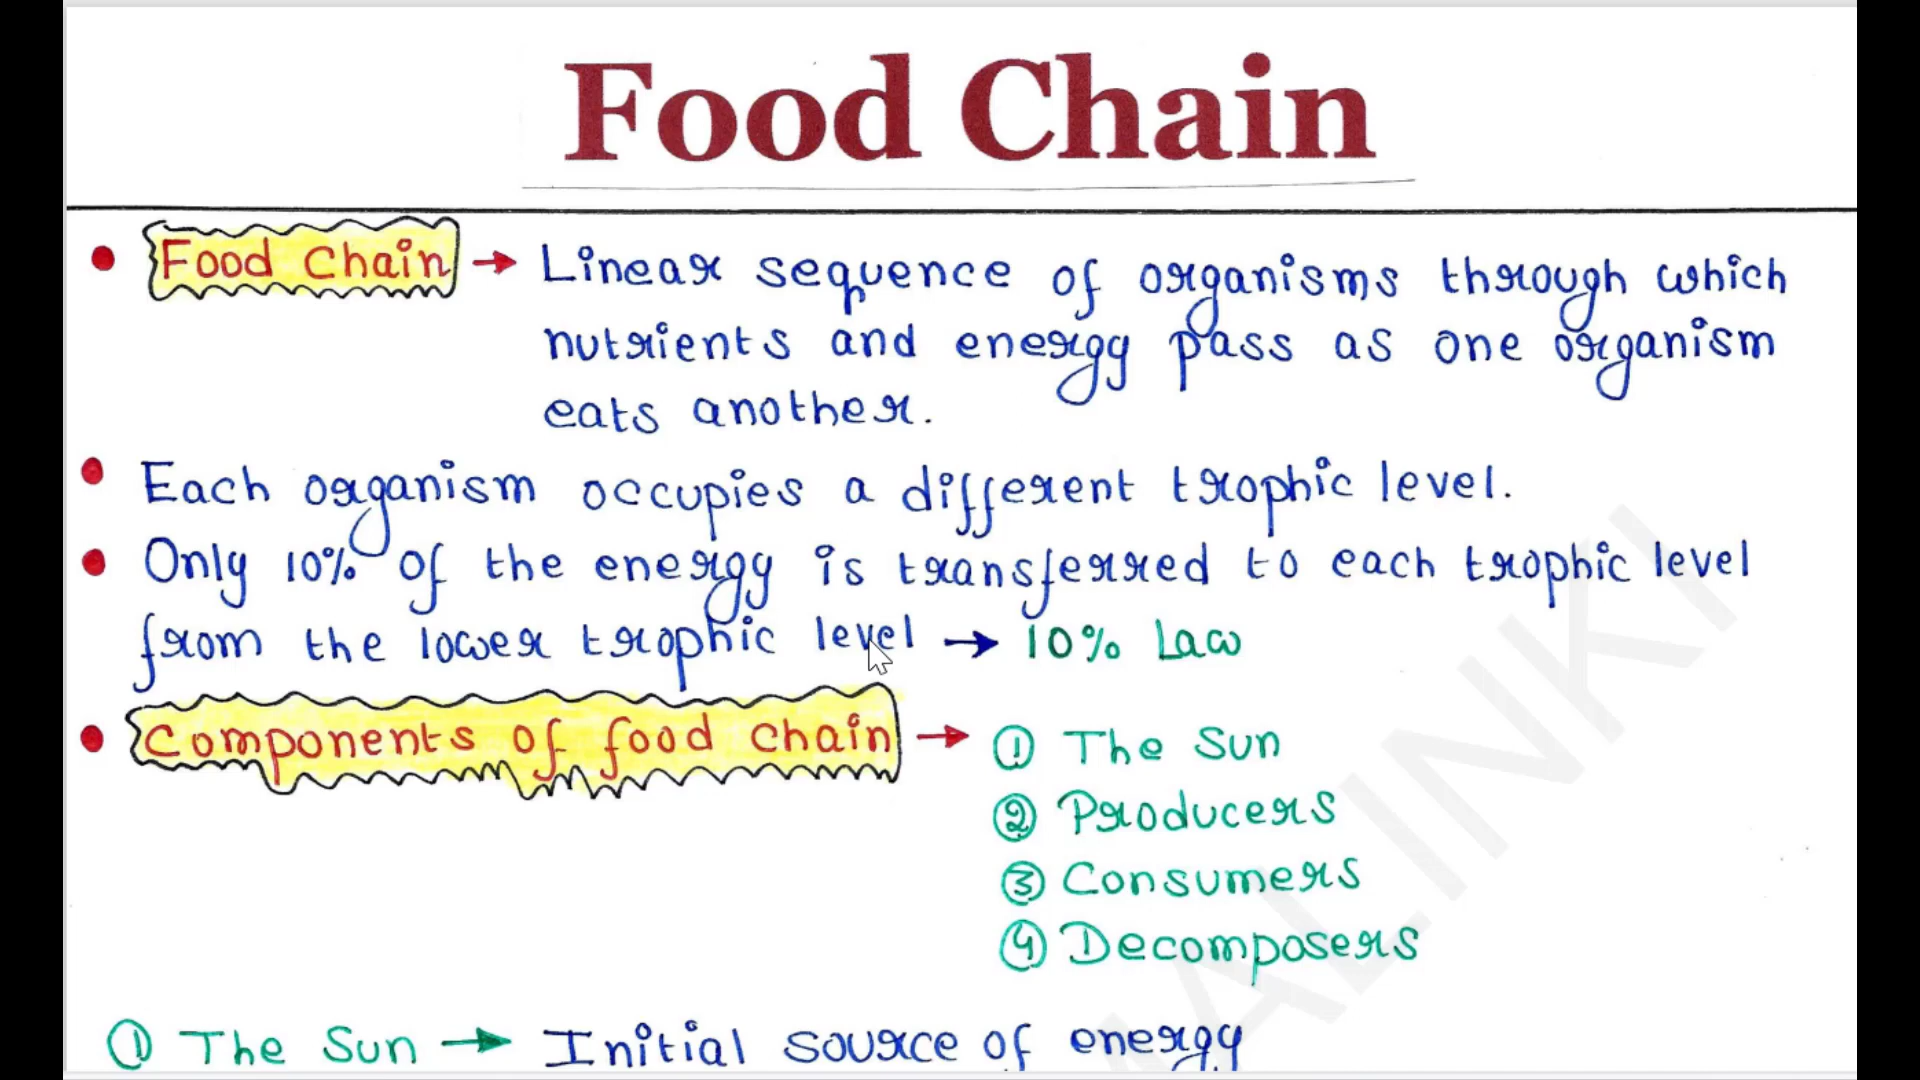 Food Chain
• Food Chain → Linear sequence of organisms through which
nutrients and energy pass as one organism
eats another.
• Each organism occupies a different trophic level.
• Only 10% of the energy is transferred to each trophic level
from the lower trophic level → 10% Law
• Components of food chain → ① The Sun
② Producers
③ Consumers
④ Decomposers
① The Sun → Initial source of energy